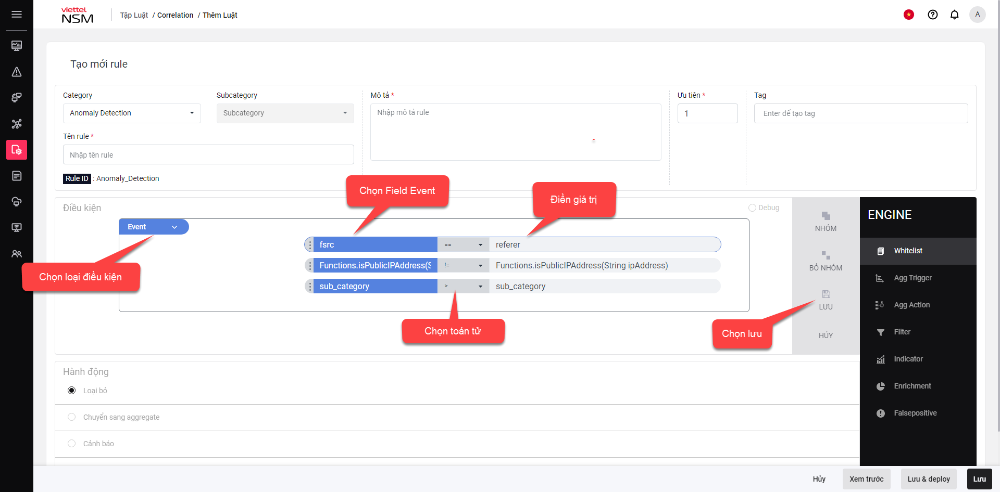 viettel
NSM
Tập Luật / Correlation / Thêm Luật
A
Tạo mới rule
Category
Subcategory
Mô tả *
Ưu tiên *
Tag
Anomaly Detection
Subcategory
Nhập mô tả rule
1
Enter để tạo tag
Tên rule *
Nhập tên rule
Rule ID : Anomaly_Detection
Chọn Field Event
Điền giá trị
Điều kiện
Debug
Event
fsrc
==
referer
Functions.isPublicIPAddress(S
!=
Functions.isPublicIPAddress(String ipAddress)
sub_category
>
sub_category
Chọn loại điều kiện
Chọn toán tử
Chọn lưu
NHÓM
BỎ NHÓM
LƯU
HỦY
ENGINE
Whitelist
Agg Trigger
Agg Action
Filter
Indicator
Enrichment
Falsepositive
Hành động
Loại bỏ
Chuyển sang aggregate
Cảnh báo
Hủy
Xem trước
Lưu & deploy
Lưu